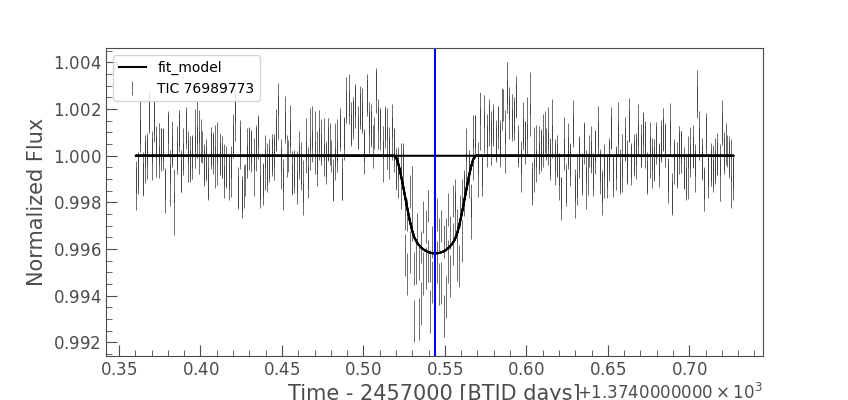 fit_model
TIC 76989773
Normalized Flux
1.004
1.002
1.000
0.998
0.996
0.994
0.992
0.35 0.40 0.45 0.50 0.55 0.60 0.65 0.70
Time - 2457000 [BTJD days]
+1.3740000000 × 10³